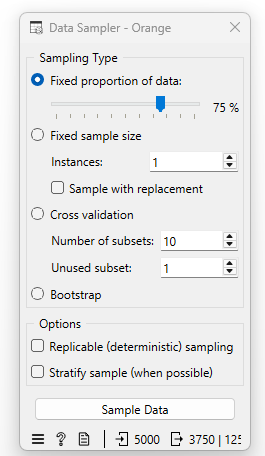 Data Sampler - Orange
Sampling Type
Fixed proportion of data:
75 %
Fixed sample size
Instances: 1
Sample with replacement
Cross validation
Number of subsets: 10
Unused subset: 1
Bootstrap
Options
Replicable (deterministic) sampling
Stratify sample (when possible)
Sample Data
? 5000 3750 | 125